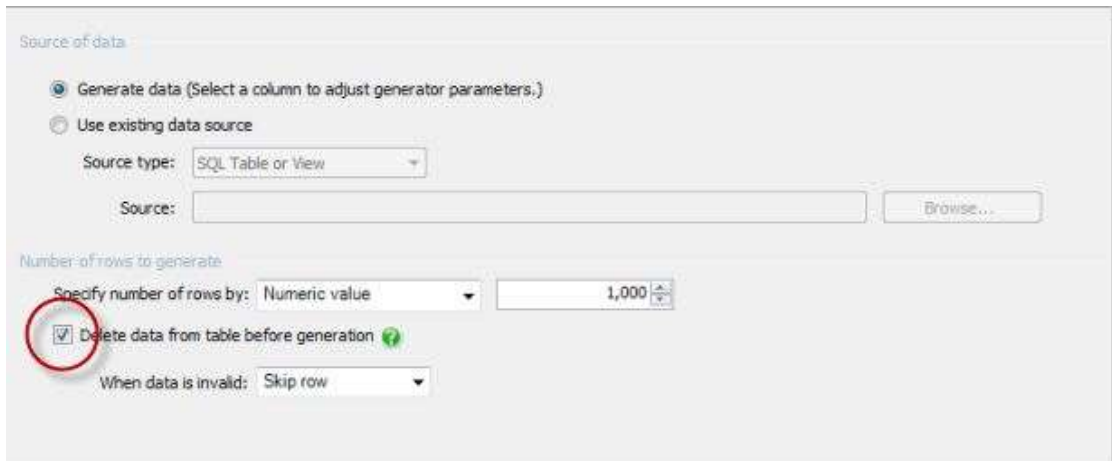 Source of data
Generate data (Select a column to adjust generator parameters.)
Use existing data source
Source type: SQL Table or View
Source: Browse...
Number of rows to generate
Specify number of rows by: Numeric value 1,000
Delete data from table before generation ?
When data is invalid: Skip row